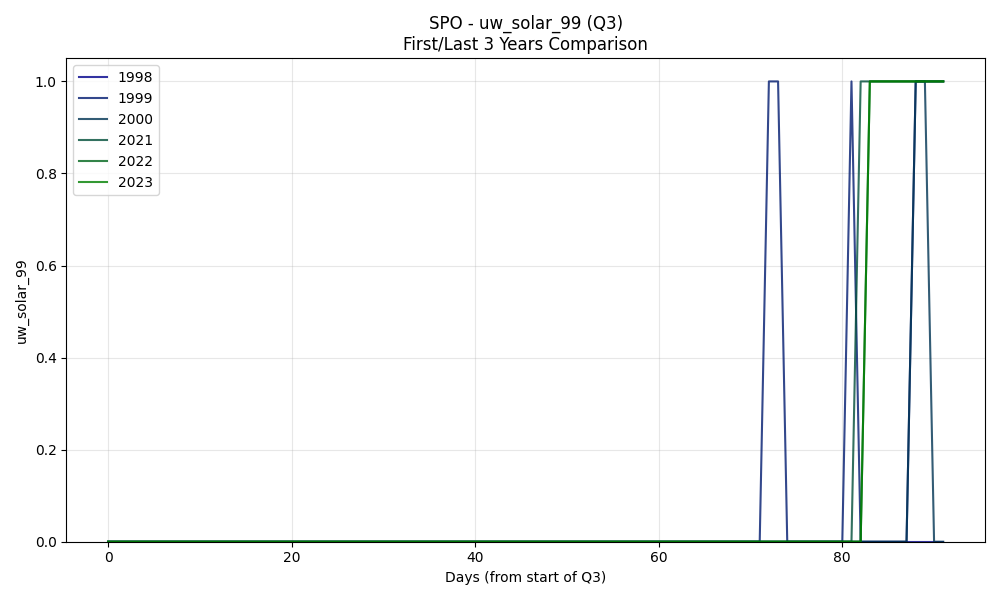 SPO - uw_solar_99 (Q3)
First/Last 3 Years Comparison
1998
1999
2000
2021
2022
2023
1.0
0.8
0.6
0.4
0.2
0.0
uw_solar_99
0 20 40 60 80
Days (from start of Q3)